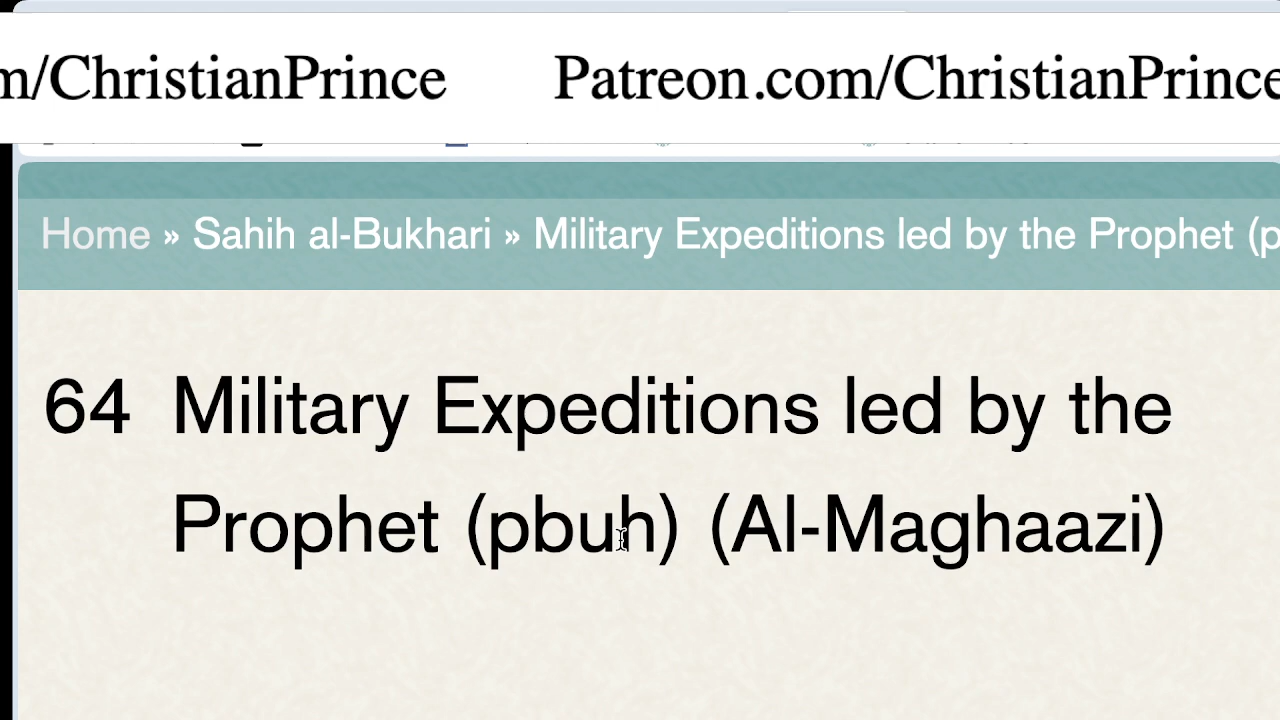 m/ChristianPrince Patreon.com/ChristianPrince
Home » Sahih al-Bukhari » Military Expeditions led by the Prophet (p
64 Military Expeditions led by the
Prophet (pbuh) (Al-Maghaazi)